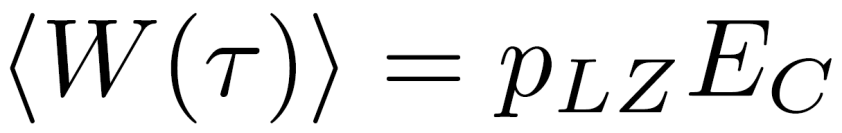 ⟨W(τ)⟩ = p_{LZ}E_C